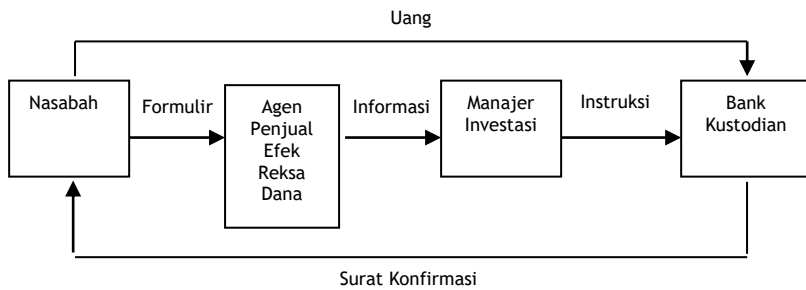 Uang
Nasabah
Formulir
Agen
Penjual
Efek
Reksa
Dana
Informasi
Manajer
Investasi
Instruksi
Bank
Kustodian
Surat Konfirmasi